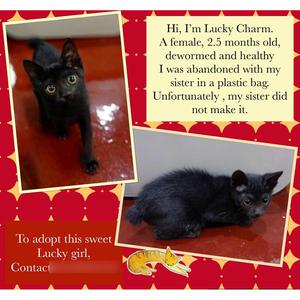 Hi, I'm Lucky Charm.
A female, 2.5 months old,
dewormed and healthy
I was abandoned with my
sister in a plastic bag.
Unfortunately , my sister did
not make it.
To adopt this sweet
Lucky girl,
Contact